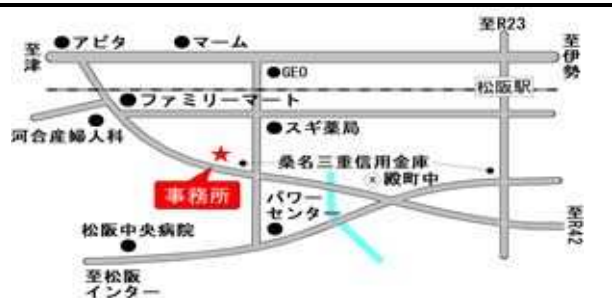 至R23
アピタ
マーム
至津
至伊勢
GEO
松阪駅
ファミリーマート
河合産婦人科
スギ薬局
桑名三重信用金庫
事務所
殿町中
パワー
センター
松阪中央病院
至R42
至松阪
インター